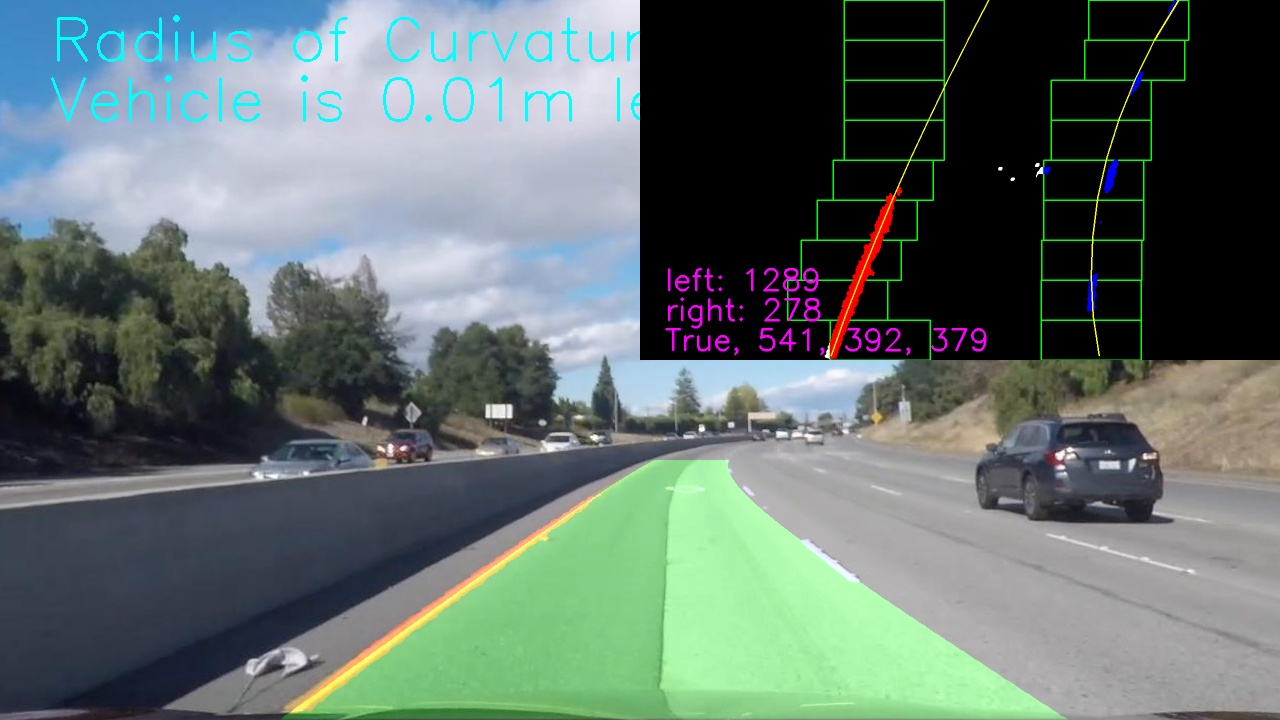 Radius of Curvatur
Vehicle is 0.01m le
left: 1289
right: 278
True, 541, 392, 379